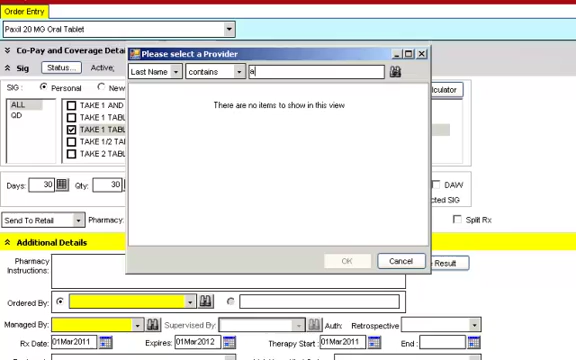 Order Entry
Paxil 20 MG Oral Tablet
Co-Pay and Coverage Detai
Please select a Provider
Sig Status... Active;
Last Name contains a
SIG : Personal New
culator
ALL
QD
TAKE 1 AND
TAKE 1 TABL
TAKE 1 TABL
TAKE 1/2 T
TAKE 2 TABL
There are no items to show in this view
Days: 30 Qty: 30
DAW
cted SIG
Send To Retail Pharmacy:
Split Rx
Additional Details
OK Cancel
Pharmacy
Instructions:
Result
Ordered By:
Managed By: Supervised By: Auth: Retrospective
Rx Date: 01Mar2011 Expires: 01Mar2012 Therapy Start: 01Mar2011 End: